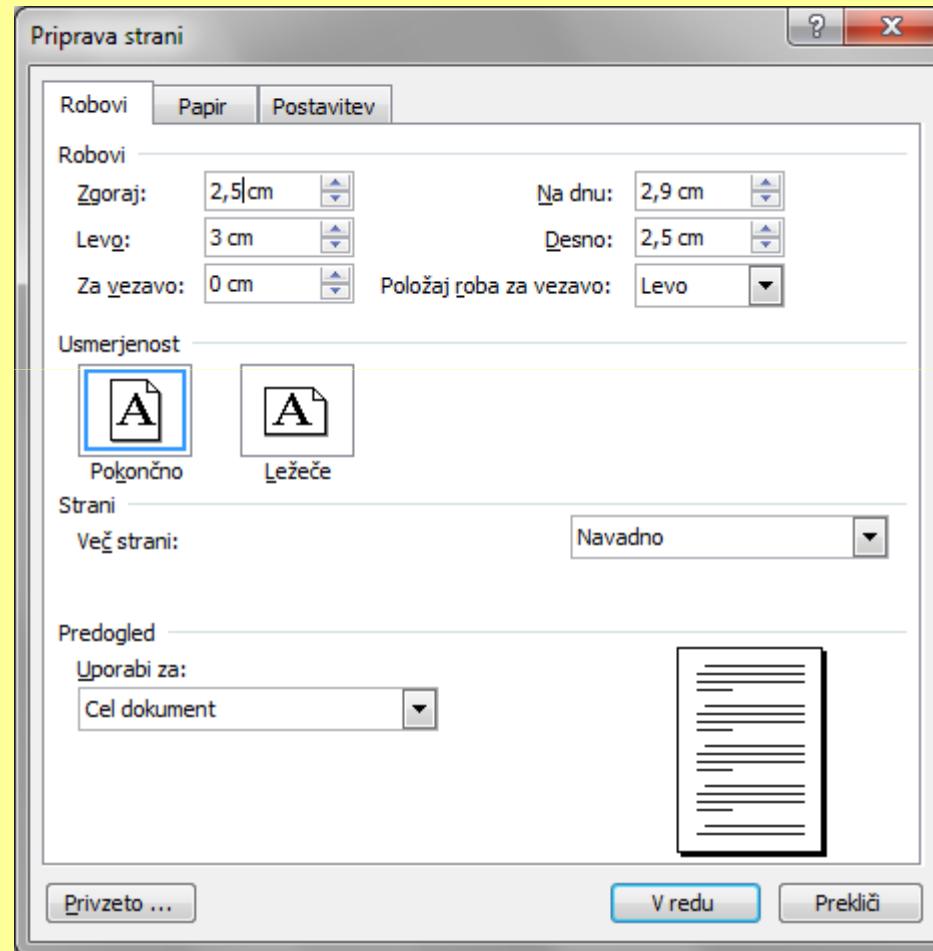 Priprava strani
Robovi Papir Postavitev
Robovi
Zgoraj: 2,5 cm Na dnu: 2,9 cm
Levo: 3 cm Desno: 2,5 cm
Za vezavo: 0 cm Položaj roba za vezavo: Levo
Usmerjenost
A A
Pokončno Ležeče
Strani
Več strani: Navadno
Predogled
Uporabi za:
Cel dokument
Privzeto ... V redu Prekliči